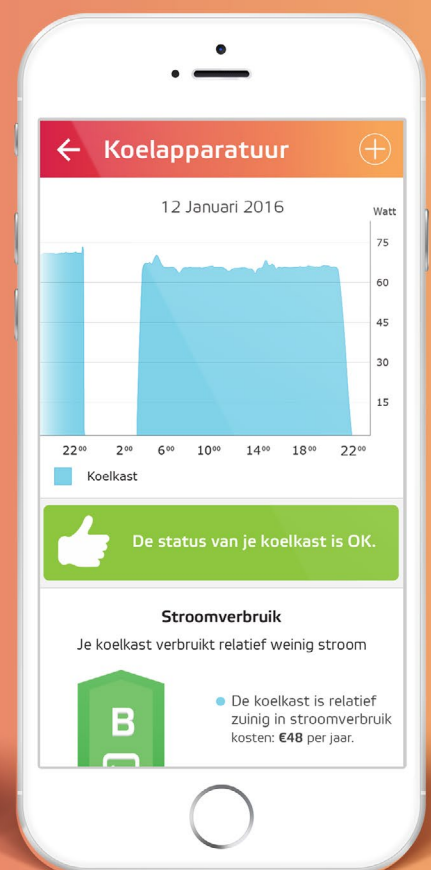 Koelapparatuur
12 Januari 2016
Watt
75
60
45
30
15
22⁰⁰ 2⁰⁰ 6⁰⁰ 10⁰⁰ 14⁰⁰ 18⁰⁰ 22⁰⁰
Koelkast
De status van je koelkast is OK.
Stroomverbruik
Je koelkast verbruikt relatief weinig stroom
B
De koelkast is relatief
zuinig in stroomverbruik
kosten: €48 per jaar.